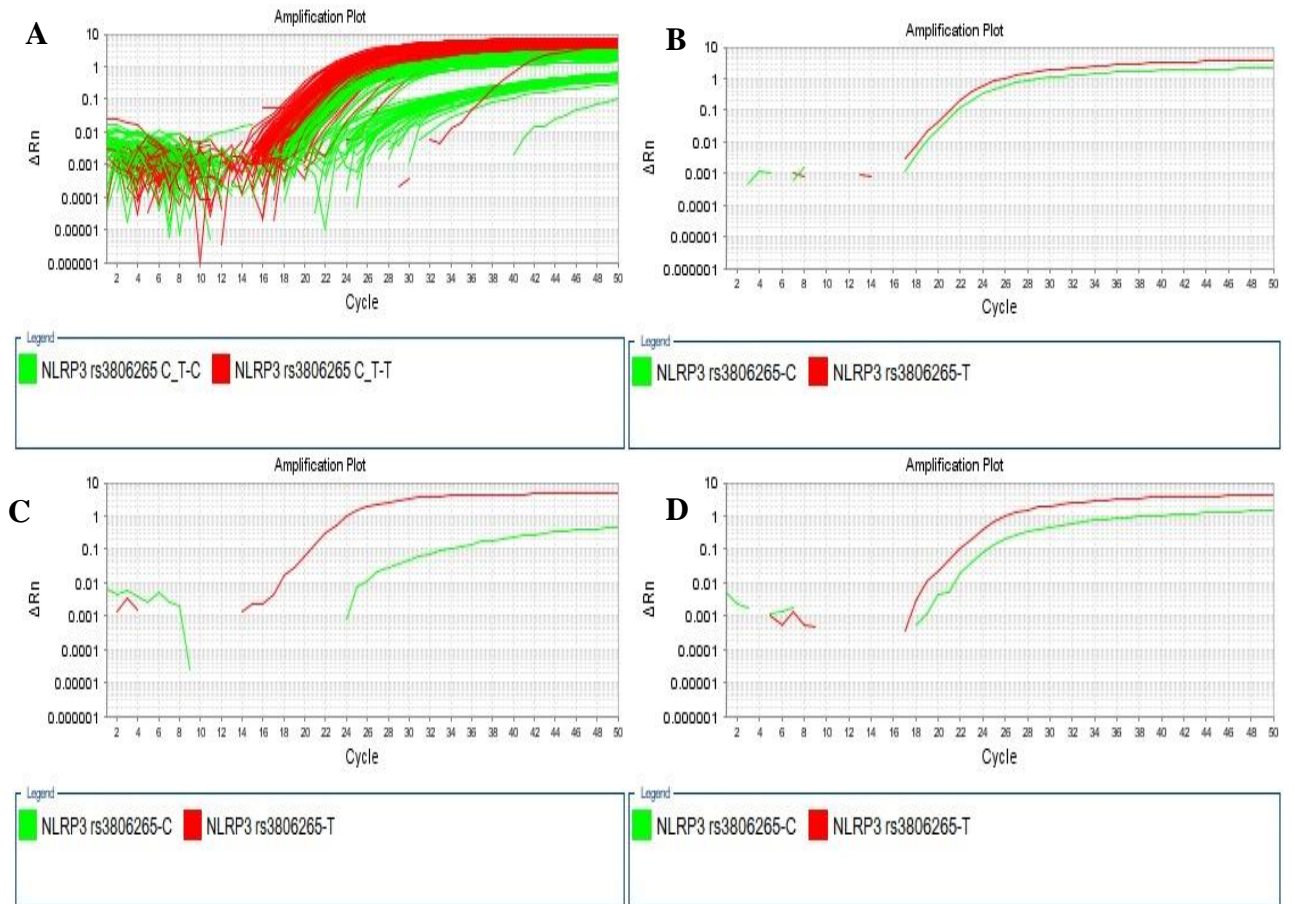 A
Amplification Plot
10
1
0.1
0.01
0.001
0.0001
0.00001
0.000001
ΔRn
2 4 6 8 10 12 14 16 18 20 22 24 26 28 30 32 34 36 38 40 42 44 46 48 50
Cycle
Legend
NLRP3 rs3806265 C_T-C NLRP3 rs3806265 C_T-T
B
Amplification Plot
10
1
0.1
0.01
0.001
0.0001
0.00001
0.000001
ΔRn
2 4 6 8 10 12 14 16 18 20 22 24 26 28 30 32 34 36 38 40 42 44 46 48 50
Cycle
Legend
NLRP3 rs3806265-C NLRP3 rs3806265-T
C
Amplification Plot
10
1
0.1
0.01
0.001
0.0001
0.00001
0.000001
ΔRn
2 4 6 8 10 12 14 16 18 20 22 24 26 28 30 32 34 36 38 40 42 44 46 48 50
Cycle
Legend
NLRP3 rs3806265-C NLRP3 rs3806265-T
D
Amplification Plot
10
1
0.1
0.01
0.001
0.0001
0.00001
0.000001
ΔRn
2 4 6 8 10 12 14 16 18 20 22 24 26 28 30 32 34 36 38 40 42 44 46 48 50
Cycle
Legend
NLRP3 rs3806265-C NLRP3 rs3806265-T